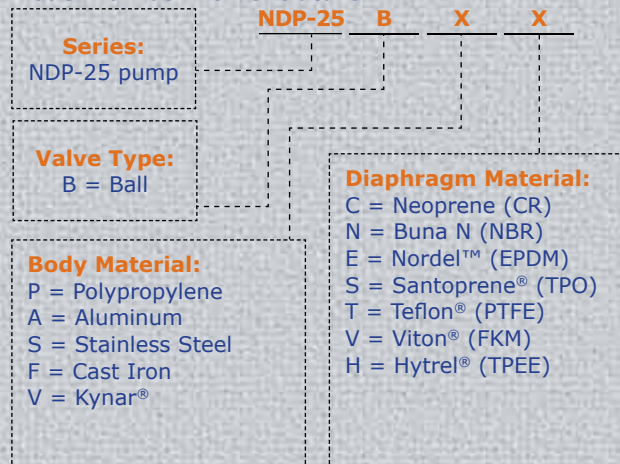 NDP-25 B X X
Series:
NDP-25 pump
Valve Type:
B = Ball
Body Material:
P = Polypropylene
A = Aluminum
S = Stainless Steel
F = Cast Iron
V = Kynar®
Diaphragm Material:
C = Neoprene (CR)
N = Buna N (NBR)
E = Nordel™ (EPDM)
S = Santoprene® (TPO)
T = Teflon® (PTFE)
V = Viton® (FKM)
H = Hytrel® (TPEE)